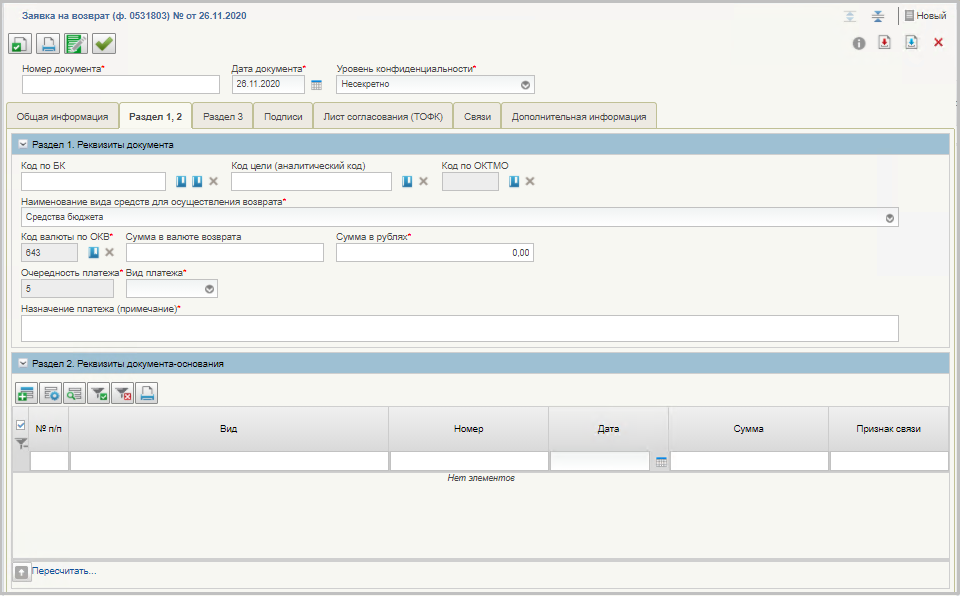 Заявка на возврат (ф. 0531803) № от 26.11.2020
Новый
Номер документа* Дата документа* Уровень конфиденциальности*
26.11.2020 Несекретно
Общая информация Раздел 1, 2 Раздел 3 Подписи Лист согласования (ТОФК) Связи Дополнительная информация
Раздел 1. Реквизиты документа
Код по БК Код цели (аналитический код) Код по ОКТМО
Наименование вида средств для осуществления возврата*
Средства бюджета
Код валюты по ОКВ* Сумма в валюте возврата Сумма в рублях*
643 0,00
Очередность платежа* Вид платежа*
5
Назначение платежа (примечание)*
Раздел 2. Реквизиты документа-основания
№ п/п Вид Номер Дата Сумма Признак связи
Нет элементов
Пересчитать...